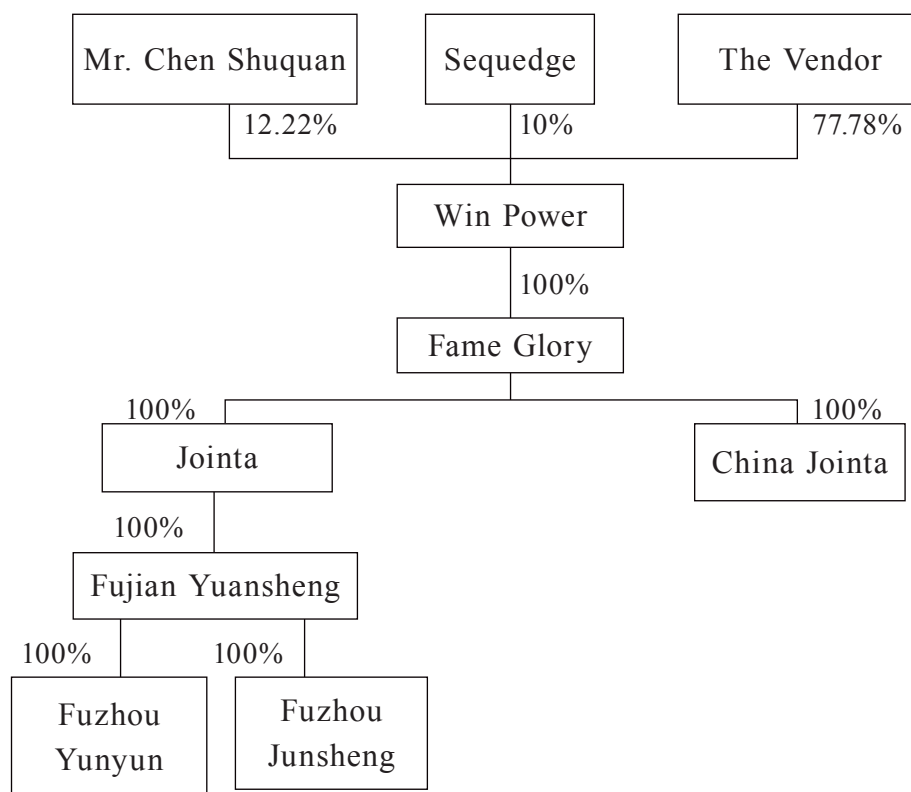 Mr. Chen Shuquan
Sequedge
The Vendor
12.22%
10%
77.78%
Win Power
100%
Fame Glory
100%
100%
Jointa
China Jointa
100%
Fujian Yuansheng
100%
100%
Fuzhou
Yunyun
Fuzhou
Junsheng